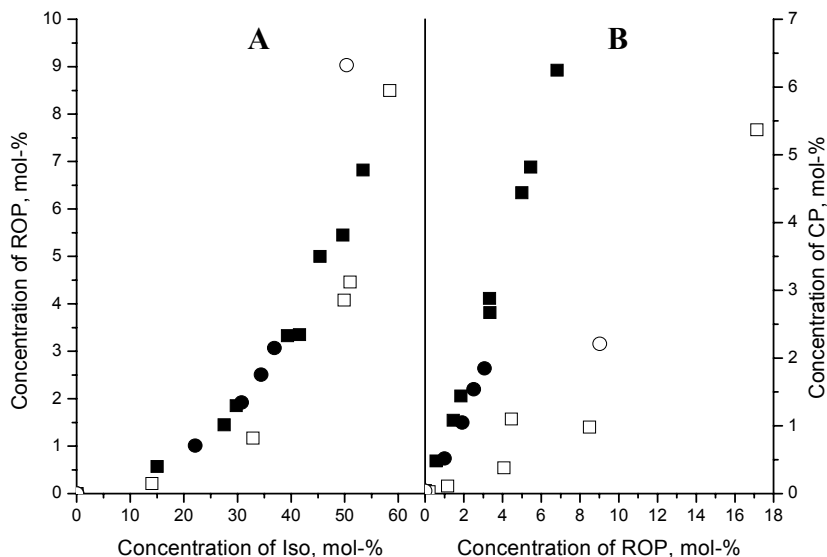 A
B
Concentration of ROP, mol-%
10
9
8
7
6
5
4
3
2
1
0
0 10 20 30 40 50 60
Concentration of Iso, mol-%
0 2 4 6 8 10 12 14 16 18
Concentration of ROP, mol-%
7
6
5
4
3
2
1
0
Concentration of CP, mol-%